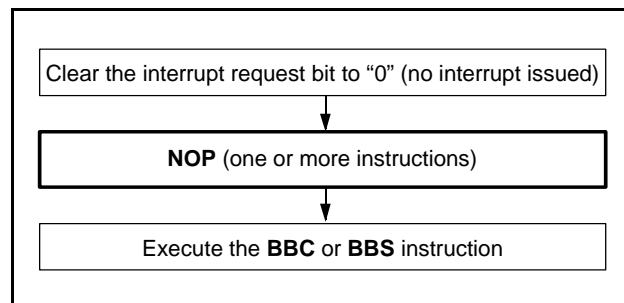 Clear the interrupt request bit to “0” (no interrupt issued)
NOP (one or more instructions)
Execute the BBC or BBS instruction